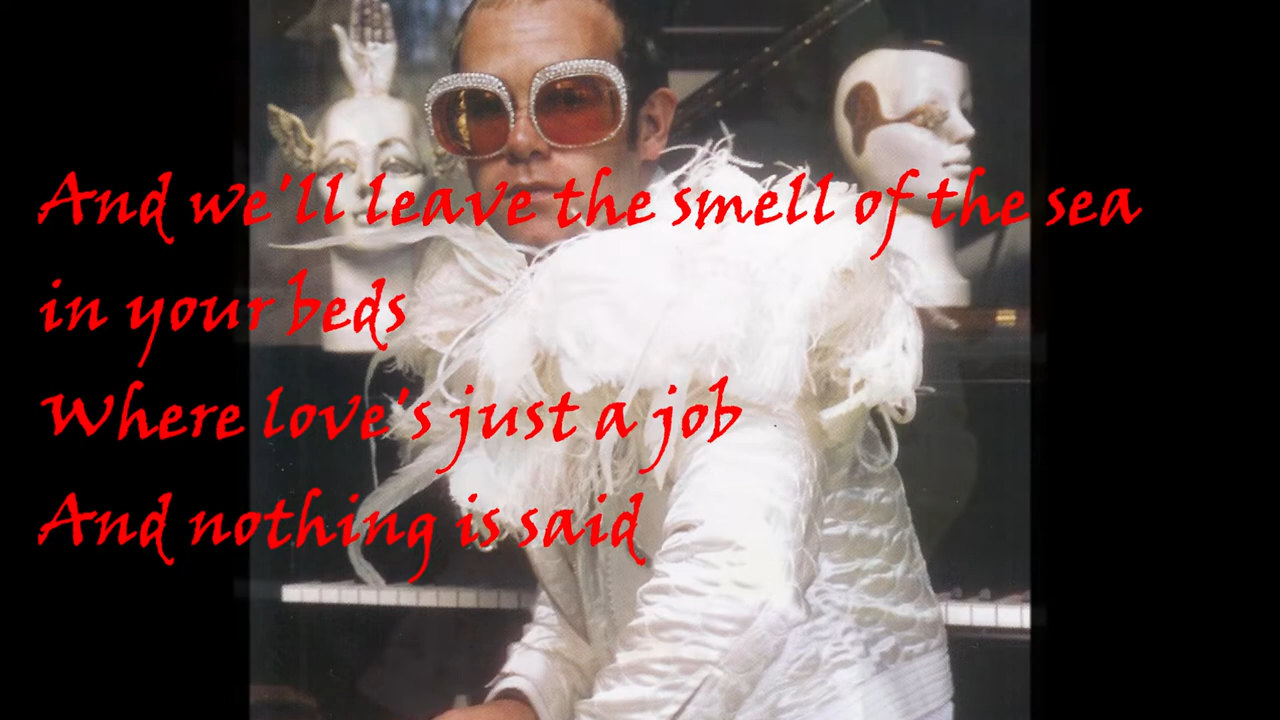 And we'll leave the smell of the sea
in your beds
Where love's just a job
And nothing is said